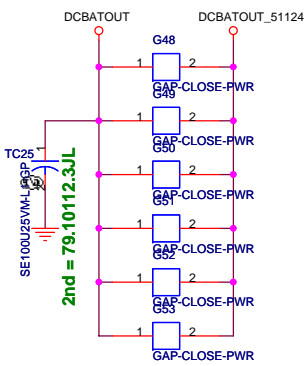 DCBATOUT
DCBATOUT_51124
G48
1 2
GAP-CLOSE-PWR
G49
1 2
GAP-CLOSE-PWR
G50
1 2
GAP-CLOSE-PWR
G51
1 2
GAP-CLOSE-PWR
G52
1 2
GAP-CLOSE-PWR
G53
1 2
GAP-CLOSE-PWR
TC25
1
2nd = 79.10112.3JL